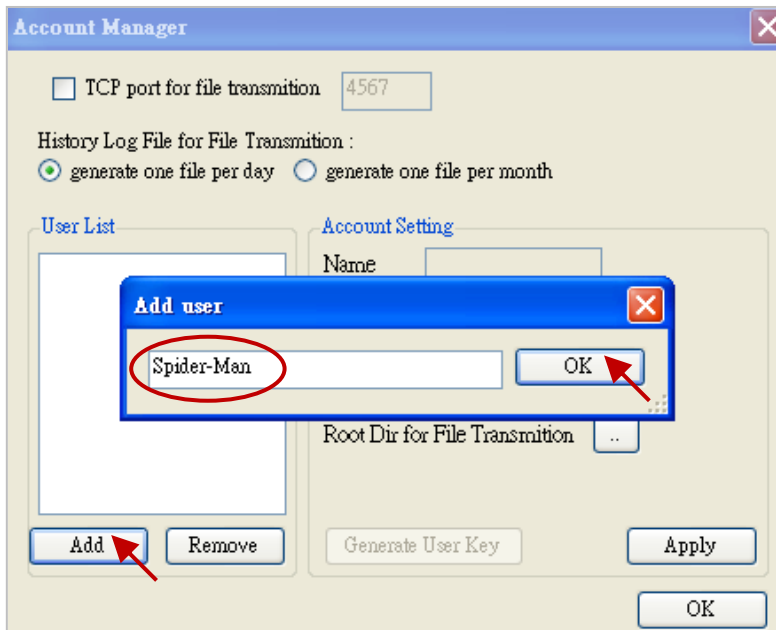 Account Manager
TCP port for file transmition 4567
History Log File for File Transmition :
generate one file per day generate one file per month
User List Account Setting
Name
Add user
Spider-Man OK
Root Dir for File Transmition ..
Add Remove Generate User Key Apply
OK